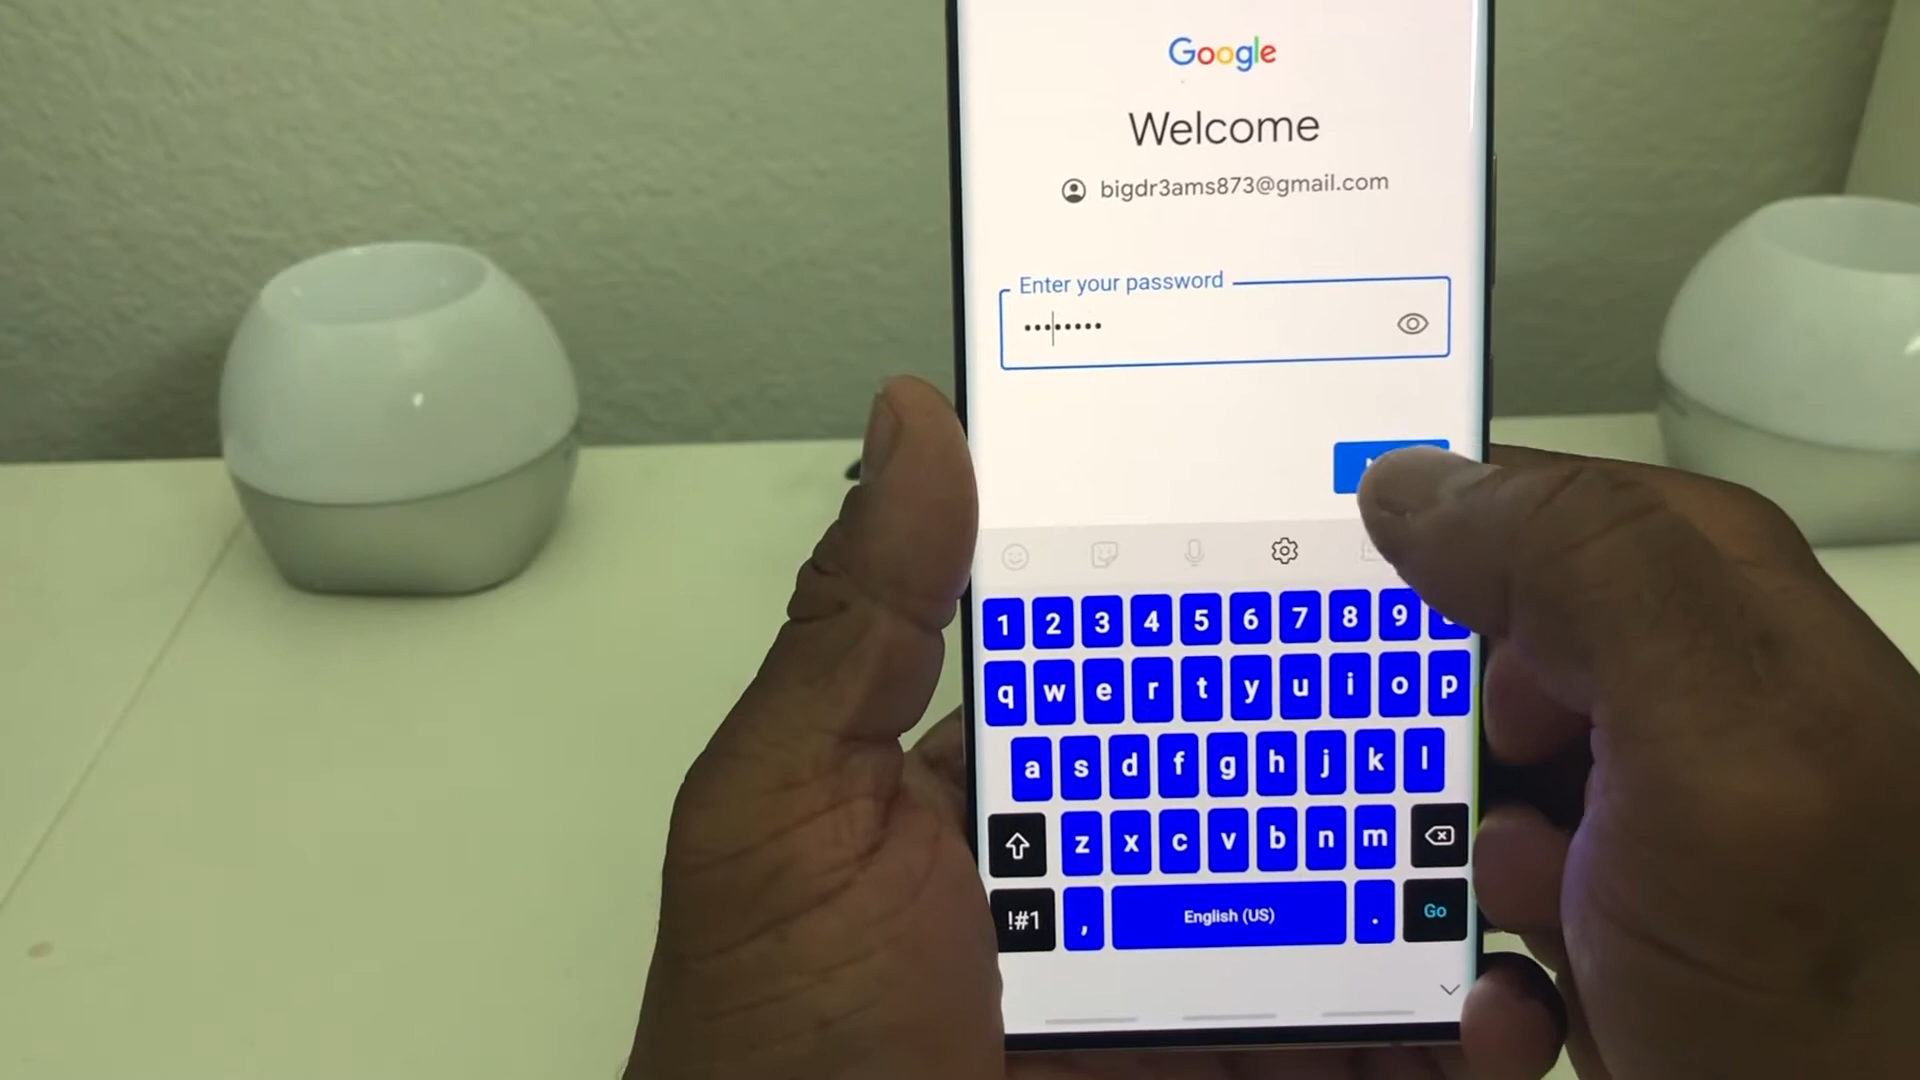 Google
Welcome
bigdr3ams873@gmail.com
Enter your password
••••••••
1 2 3 4 5 6 7 8 9
q w e r t y u i o p
a s d f g h j k l
z x c v b n m
!#1 , English (US) . Go